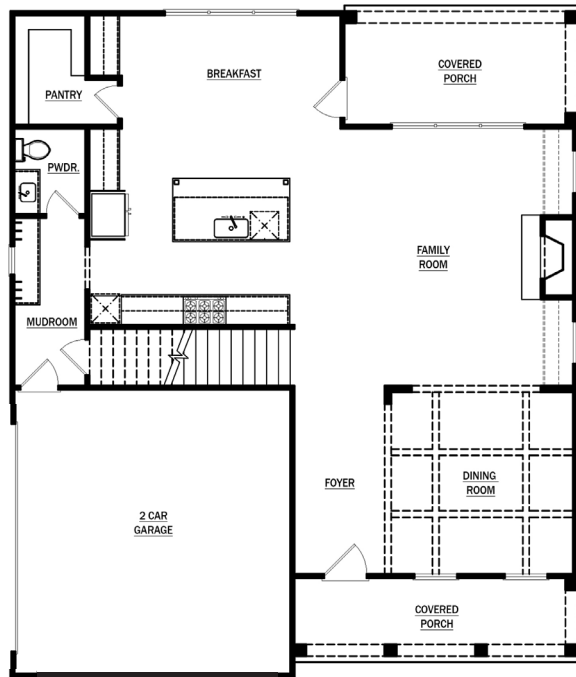 COVERED
PORCH
BREAKFAST
PANTRY
PWDR.
FAMILY
ROOM
MUDROOM
DINING
ROOM
FOYER
2 CAR
GARAGE
COVERED
PORCH